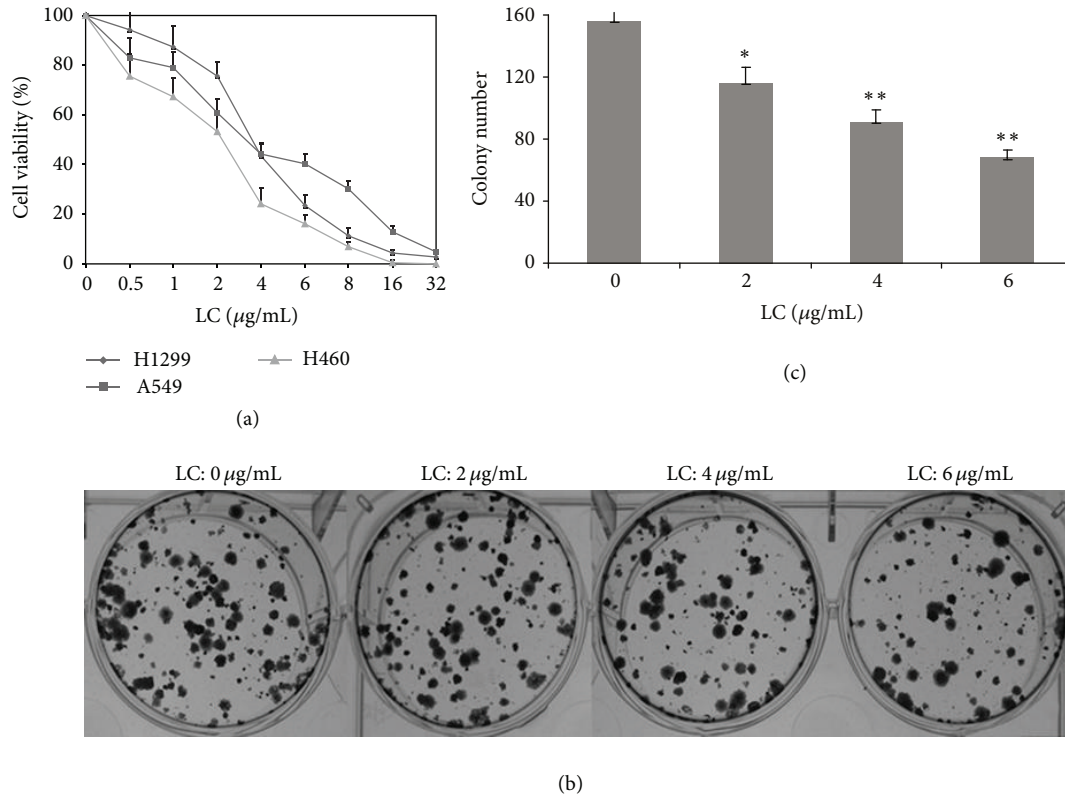 100
80
60
40
20
0
Cell viability (%)
0 0.5 1 2 4 6 8 16 32
LC (μg/mL)
H1299
H460
A549
(a)
160
120
80
40
0
Colony number
*
**
**
0 2 4 6
LC (μg/mL)
(c)
LC: 0 μg/mL LC: 2 μg/mL LC: 4 μg/mL LC: 6 μg/mL
(b)